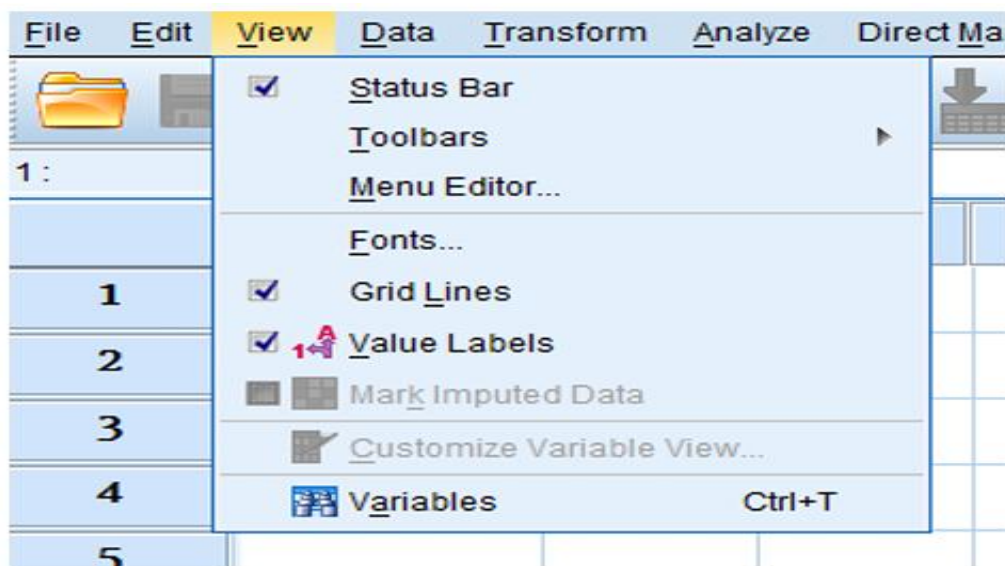 File Edit View Data Transform Analyze Direct Ma
Status Bar
Toolbars
1 :
Menu Editor...
Fonts...
1
Grid Lines
2
1 A Value Labels
Mark Imputed Data
3
Customize Variable View...
4
Variables Ctrl+T
5